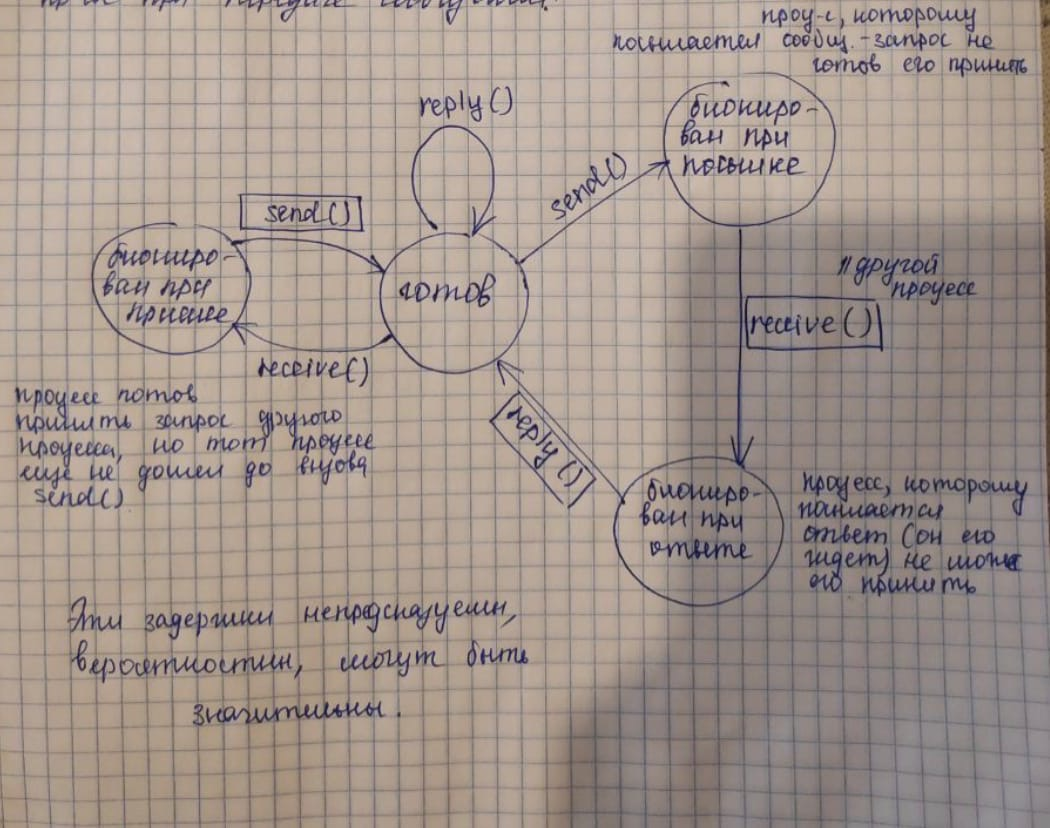 при передаче сообщений.
проц-с, которому
посылается сообщ.-запрос не
готов его принять
reply()
блокиро-
ван при
посылке
send()
send()
блокиро-
ван при
приеме
готов
// другой
процесс
receive()
receive()
процесс готов
принять запрос другого
процесса, но тот процесс
еще не дошел до вызова
send()
reply()
блокиро-
ван при
ответе
процесс, которому
посылается
ответ (он его
ждет) не может
его принять
Эти задержки непредсказуемы,
вероятностны, могут быть
значительны.